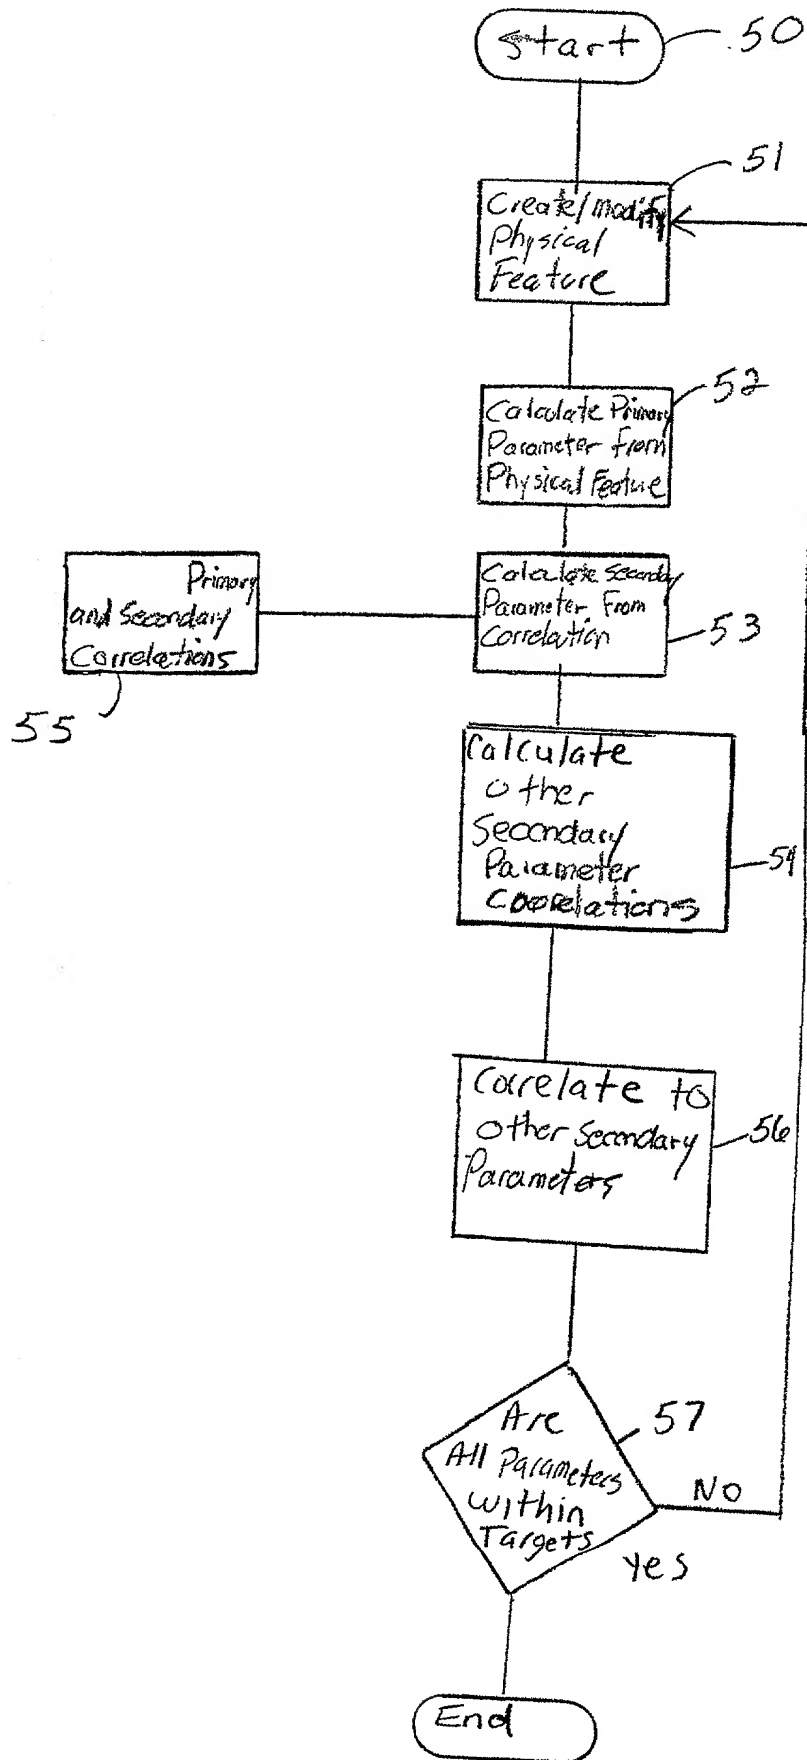 Start
50
51
Create/modify
Physical
Feature
52
Calculate Primary
Parameter From
Physical Feature
Primary
and Secondary
Correlations
55
Calculate Secondary
Parameter From
Correlation
53
Calculate
other
Secondary
Parameter
Coorelations
54
Correlate to
other Secondary
Parameters
56
Are
All Parameters
within
Targets
57
NO
Yes
End